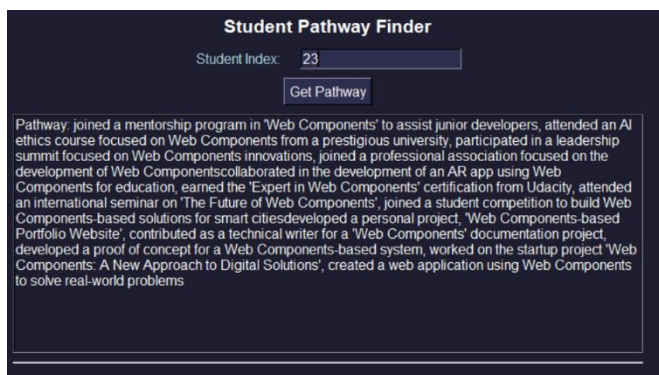 Student Pathway Finder
Student Index: 23
Get Pathway
Pathway: joined a mentorship program in 'Web Components' to assist junior developers, attended an AI
ethics course focused on Web Components from a prestigious university, participated in a leadership
summit focused on Web Components innovations, joined a professional association focused on the
development of Web Componentscollaborated in the development of an AR app using Web
Components for education, earned the 'Expert in Web Components' certification from Udacity, attended
an international seminar on 'The Future of Web Components', joined a student competition to build Web
Components-based solutions for smart citiesdeveloped a personal project, 'Web Components-based
Portfolio Website', contributed as a technical writer for a 'Web Components' documentation project,
developed a proof of concept for a Web Components-based system, worked on the startup project 'Web
Components: A New Approach to Digital Solutions', created a web application using Web Components
to solve real-world problems